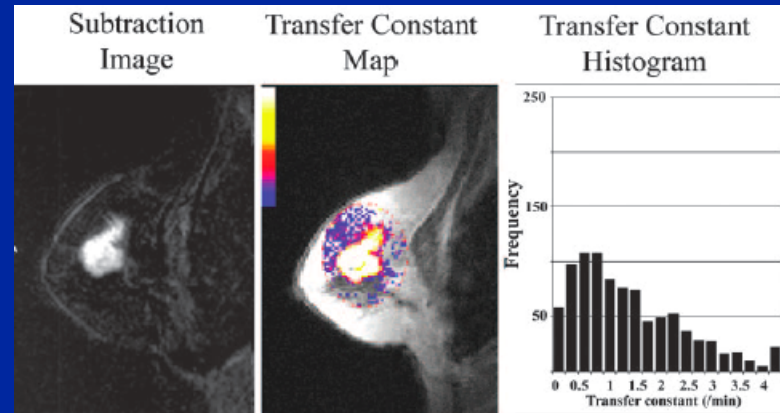 Subtraction
Image
Transfer Constant
Map
Transfer Constant
Histogram
250
150
50
Frequency
0 0.5 1 1.5 2 2.5 3 3.5 4
Transfer constant (/min)